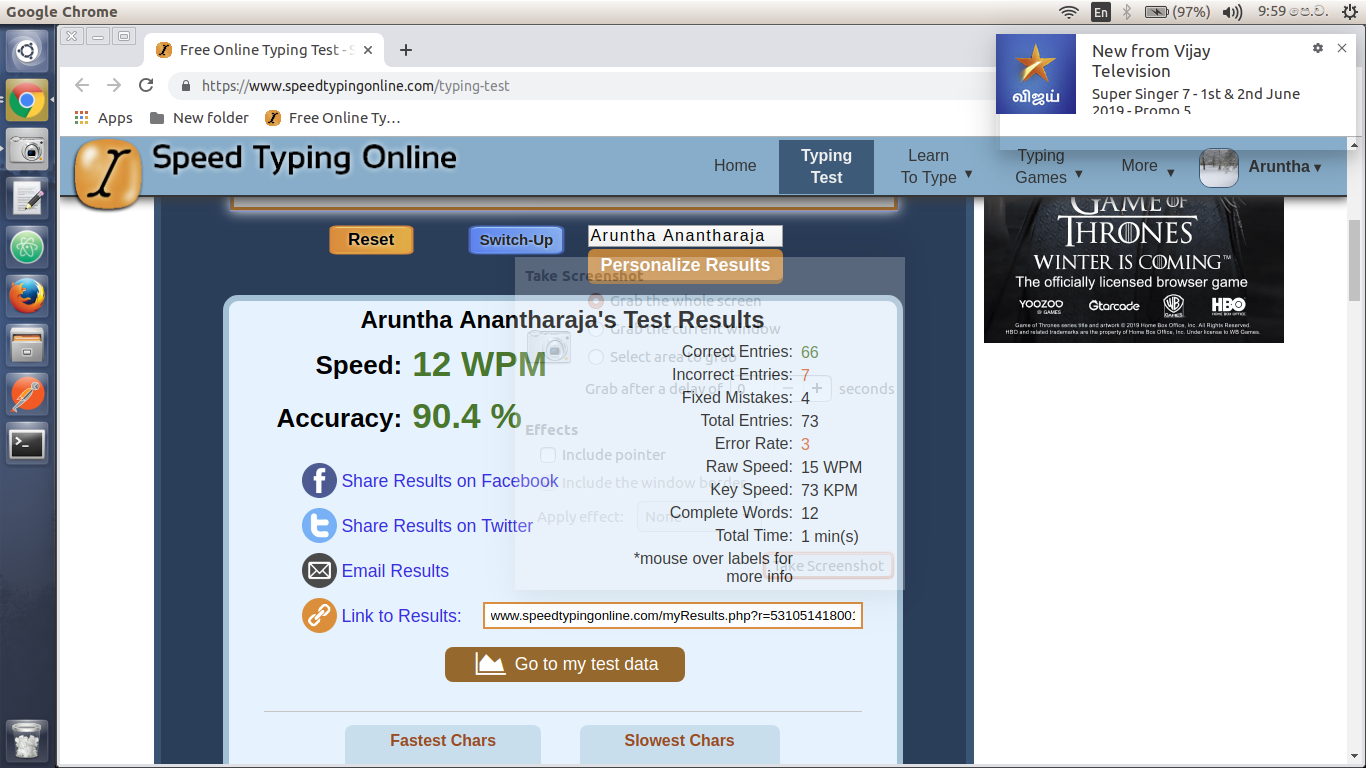 Google Chrome
En
(97%)
9:59 පෙ.ව.
Free Online Typing Test - S
https://www.speedtypingonline.com/typing-test
Apps
New folder
Free Online Ty…
New from Vijay
Television
Super Singer 7 - 1st & 2nd June
2019 - Promo 5
விஜய்
Speed Typing Online
Home
Typing
Test
Learn
To Type ▼
Typing
Games ▼
More ▼
Aruntha ▾
Reset
Switch-Up
Aruntha Anantharaja
Personalize Results
Take Screenshot
Grab the whole screen
Grab the current window
Select area to grab
Grab after a delay of 0 − + seconds
Effects
Include pointer
Include the window border
Apply effect: None
Take Screenshot
Aruntha Anantharaja's Test Results
Speed: 12 WPM
Accuracy: 90.4 %
Share Results on Facebook
Share Results on Twitter
Email Results
Link to Results: www.speedtypingonline.com/myResults.php?r=531051418001
Correct Entries: 66
Incorrect Entries: 7
Fixed Mistakes: 4
Total Entries: 73
Error Rate: 3
Raw Speed: 15 WPM
Key Speed: 73 KPM
Complete Words: 12
Total Time: 1 min(s)
*mouse over labels for
more info
Go to my test data
Fastest Chars
Slowest Chars
GAME OF
THRONES
WINTER IS COMING™
The officially licensed browser game
YOOZOO
GAMES
Gtarcade
WB
HBO
Game of Thrones series title and artwork © 2019 Home Box Office, Inc. All Rights Reserved.
HBO and related trademarks are the property of Home Box Office, Inc. Under license to WB Games.